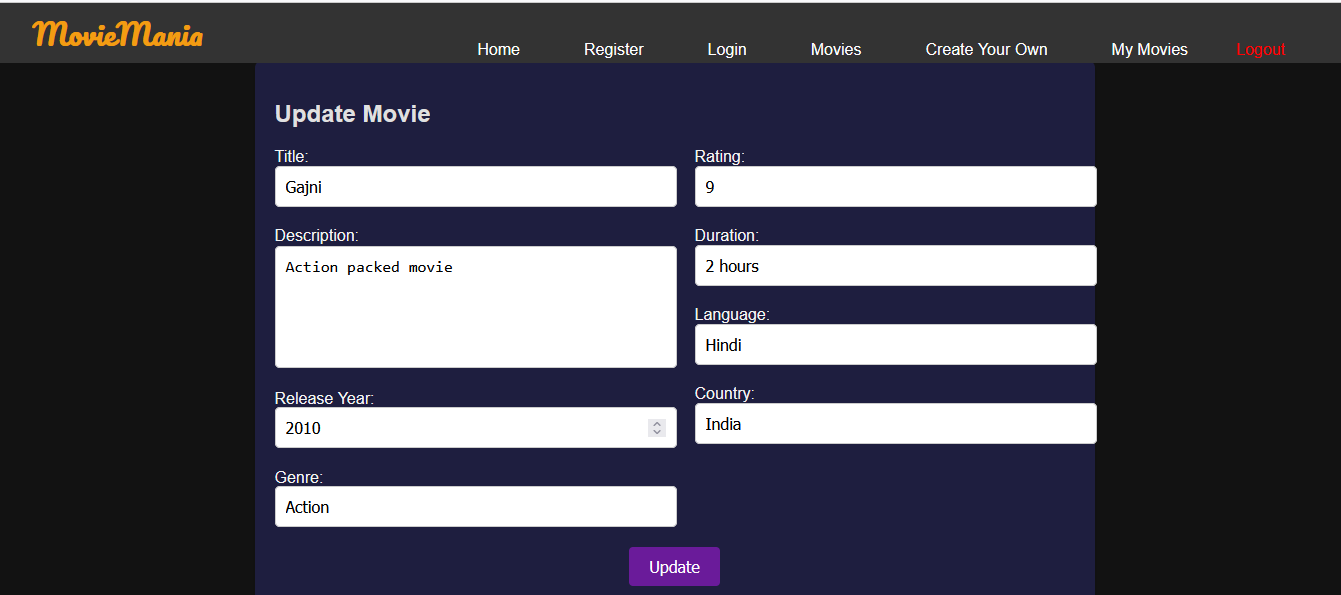 MovieMania
Home Register Login Movies Create Your Own My Movies Logout
Update Movie
Title:
Gajni
Description:
Action packed movie
Release Year:
2010
Genre:
Action
Rating:
9
Duration:
2 hours
Language:
Hindi
Country:
India
Update